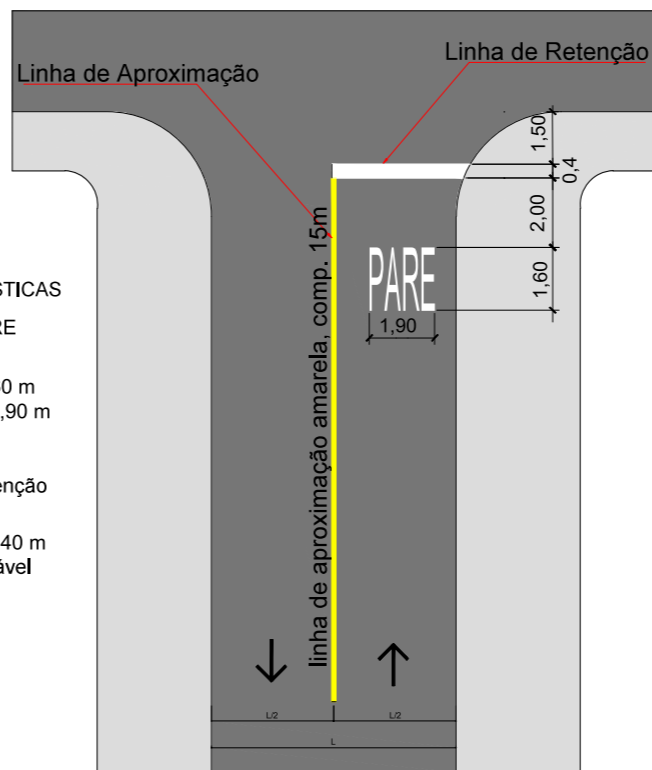 Linha de Aproximação
Linha de Retenção
1,50
0,4
2,00
1,60
PARE
1,90
linha de aproximação amarela, comp. 15m
STICAS
RE
0 m
,90 m
enção
40 m
ável
L/2
L/2
L